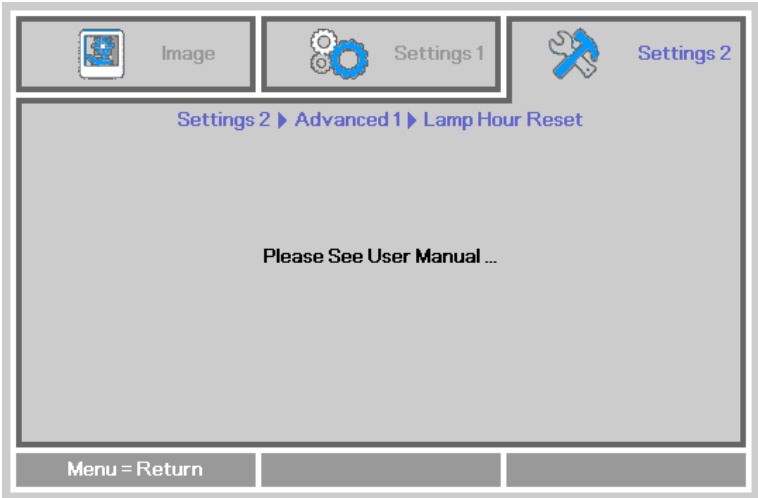 Image
Settings 1
Settings 2
Settings 2 ▶ Advanced 1 ▶ Lamp Hour Reset
Please See User Manual ...
Menu = Return